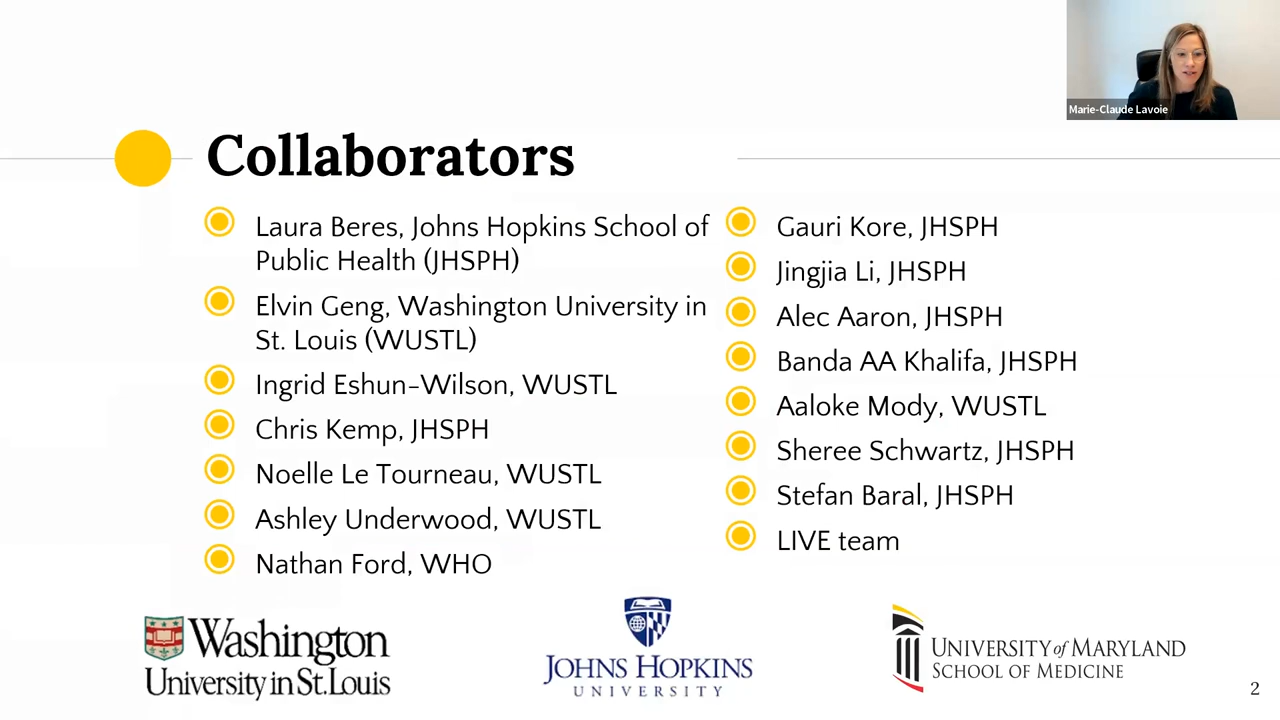 Marie-Claude Lavoie
Collaborators
Laura Beres, Johns Hopkins School of
Public Health (JHSPH)
Elvin Geng, Washington University in
St. Louis (WUSTL)
Ingrid Eshun-Wilson, WUSTL
Chris Kemp, JHSPH
Noelle Le Tourneau, WUSTL
Ashley Underwood, WUSTL
Nathan Ford, WHO
Gauri Kore, JHSPH
Jingjia Li, JHSPH
Alec Aaron, JHSPH
Banda AA Khalifa, JHSPH
Aaloke Mody, WUSTL
Sheree Schwartz, JHSPH
Stefan Baral, JHSPH
LIVE team
Washington
University in St. Louis
JOHNS HOPKINS
UNIVERSITY
UNIVERSITY of MARYLAND
SCHOOL OF MEDICINE
2